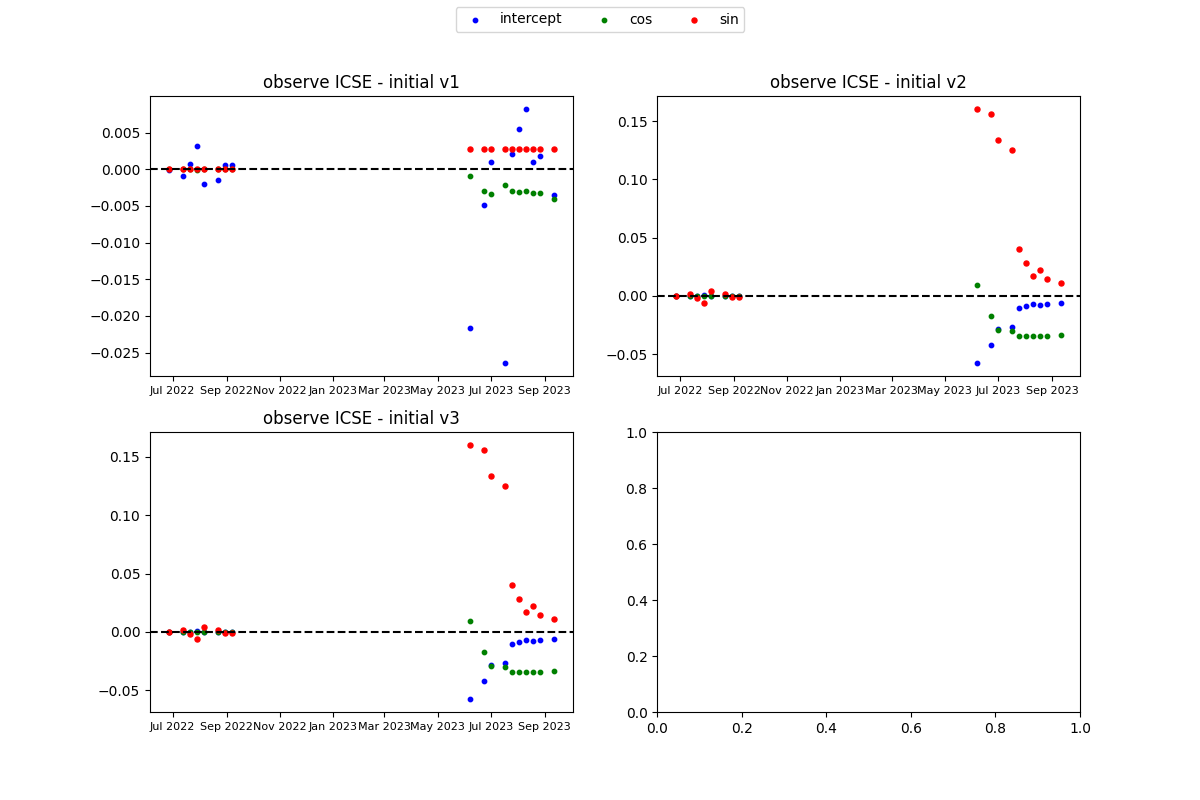 intercept cos sin
observe ICSE - initial v1
0.005
0.000
−0.005
−0.010
−0.015
−0.020
−0.025
Jul 2022 Sep 2022 Nov 2022 Jan 2023 Mar 2023 May 2023 Jul 2023 Sep 2023
observe ICSE - initial v2
0.15
0.10
0.05
0.00
−0.05
Jul 2022 Sep 2022 Nov 2022 Jan 2023 Mar 2023 May 2023 Jul 2023 Sep 2023
observe ICSE - initial v3
0.15
0.10
0.05
0.00
−0.05
Jul 2022 Sep 2022 Nov 2022 Jan 2023 Mar 2023 May 2023 Jul 2023 Sep 2023
1.0
0.8
0.6
0.4
0.2
0.0
0.0 0.2 0.4 0.6 0.8 1.0